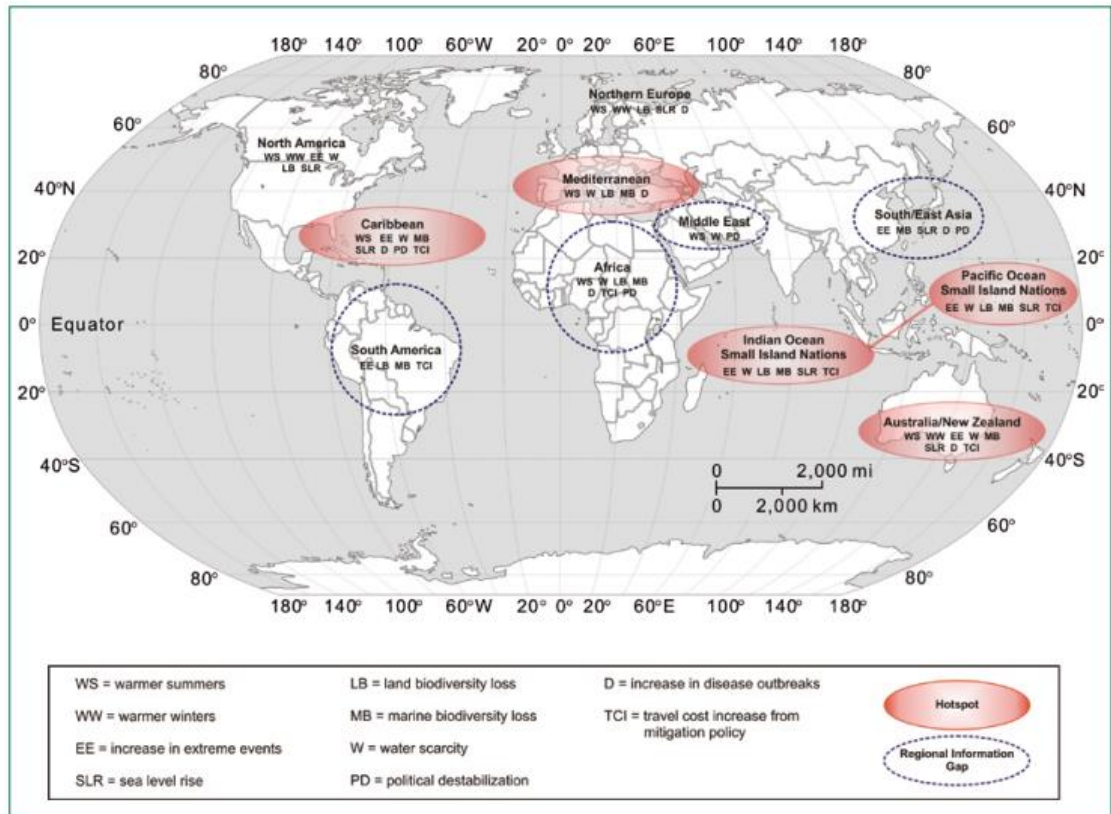 180° 140° 100° 60°W 20° 0° 20° 60°E 100° 140° 180°
80° 80°
Northern Europe
WS WW LB SLR D
60° 60°
North America
WS WW EE W
LB SLR
Mediterranean
WS W LB MB D
40°N 40°N
Middle East
WS W PD
South/East Asia
EE MB SLR D PD
Caribbean
WS EE W MB
SLR D PD TCI
20° 20°
Africa
WS W LB MB
D TCI PD
Pacific Ocean
Small Island Nations
EE W LB MB SLR TCI
0° Equator 0°
South America
EE LB MB TCI
Indian Ocean
Small Island Nations
EE W LB MB SLR TCI
20° 20°
Australia/New Zealand
WS WW EE W MB
SLR D TCI
40°S 40°S
0 2,000 mi
0 2,000 km
60° 60°
80° 80°
180° 140° 100° 60°W 20° 0° 20° 60°E 100° 140° 180°
WS = warmer summers
WW = warmer winters
EE = increase in extreme events
SLR = sea level rise
LB = land biodiversity loss
MB = marine biodiversity loss
W = water scarcity
PD = political destabilization
D = increase in disease outbreaks
TCI = travel cost increase from
mitigation policy
Hotspot
Regional Information
Gap